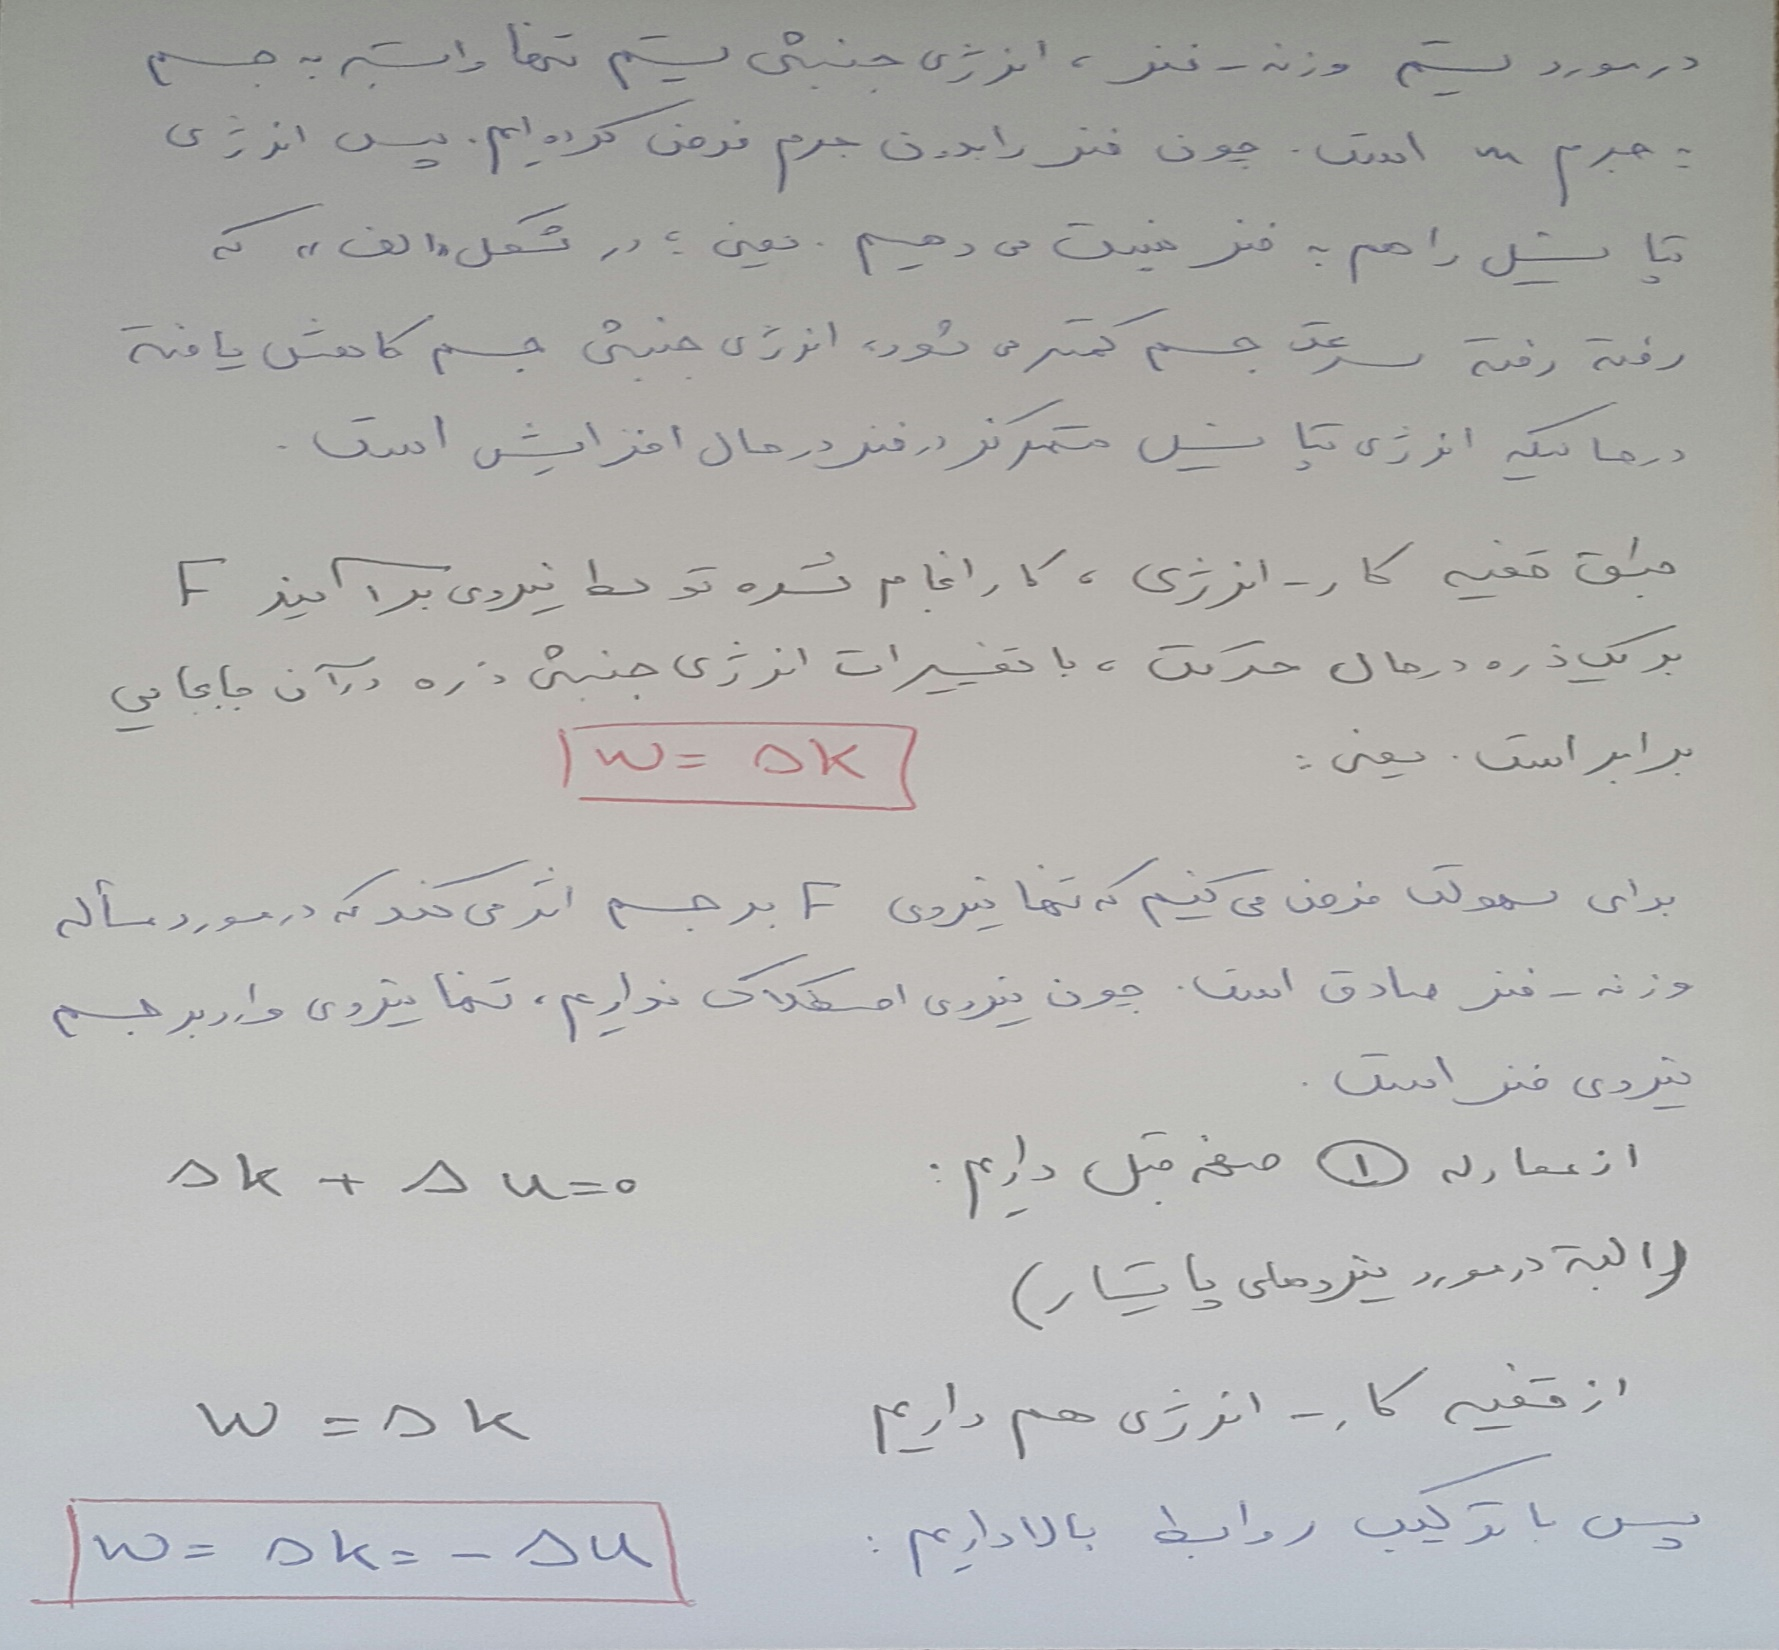 در مورد سیستم وزنه - فنر ، انرژی جنبشی سیستم تنها وابسته به جسم
به جرم m است . چون فنر را بدون جرم فرض کرده ایم . پس انرژی
پتانسیل را هم به فنر نسبت می دهیم . یعنی ؛ در شکل «الف» که
رفته رفته سرعت جسم کمتر می شود، انرژی جنبشی جسم کاهش یافته
درحالیکه انرژی پتانسیل متمرکز در فنر در حال افزایش است .
مطابق قضیه کار - انرژی ، کار انجام شده توسط نیروی برآیند F
بر یک ذره در حال حرکت ، با تغییرات انرژی جنبشی ذره در آن جابجایی
برابر است . یعنی : W = Δk
برای سهولت فرض می کنیم که تنها نیروی F بر جسم اثر می کند که در مورد مسأله
وزنه - فنر صادق است . چون نیروی اصطکاک نداریم ، تنها نیروی وارد بر جسم
نیروی فنر است .
از معادله ① صفحه قبل داریم : Δk + Δu = 0
(البته در مورد نیروهای پایستار)
از قضیه کار - انرژی هم داریم W = Δk
پس با ترکیب روابط بالا داریم : W = Δk = - Δu